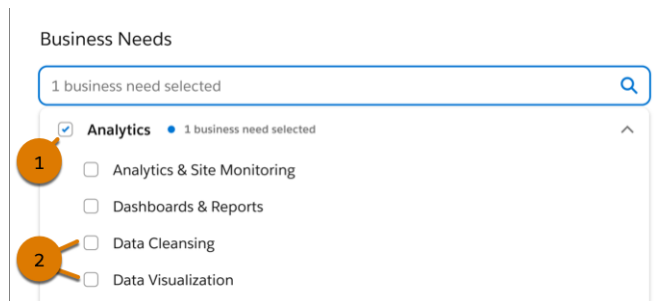 Business Needs
1 business need selected
Analytics • 1 business need selected
1
Analytics & Site Monitoring
Dashboards & Reports
Data Cleansing
2
Data Visualization